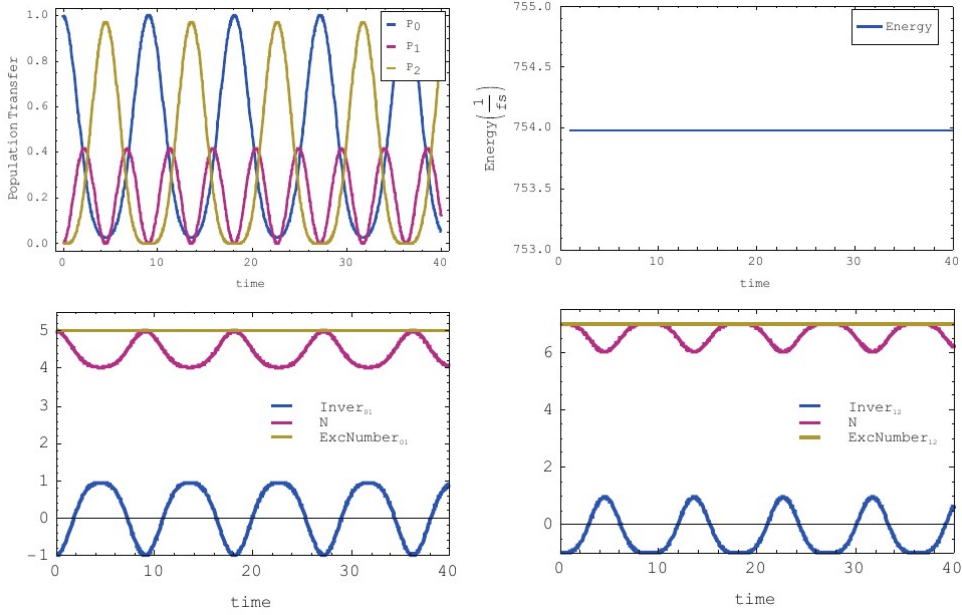 1.0
0.8
0.6
0.4
0.2
0.0
Population Transfer
P0
P1
P2
0 10 20 30 40
time
755.0
754.5
754.0
753.5
753.0
Energy(1/fs)
Energy
0 10 20 30 40
time
5
4
3
2
1
0
-1
Inver01
N
ExcNumber01
0 10 20 30 40
time
6
4
2
0
Inver12
N
ExcNumber12
0 10 20 30 40
time